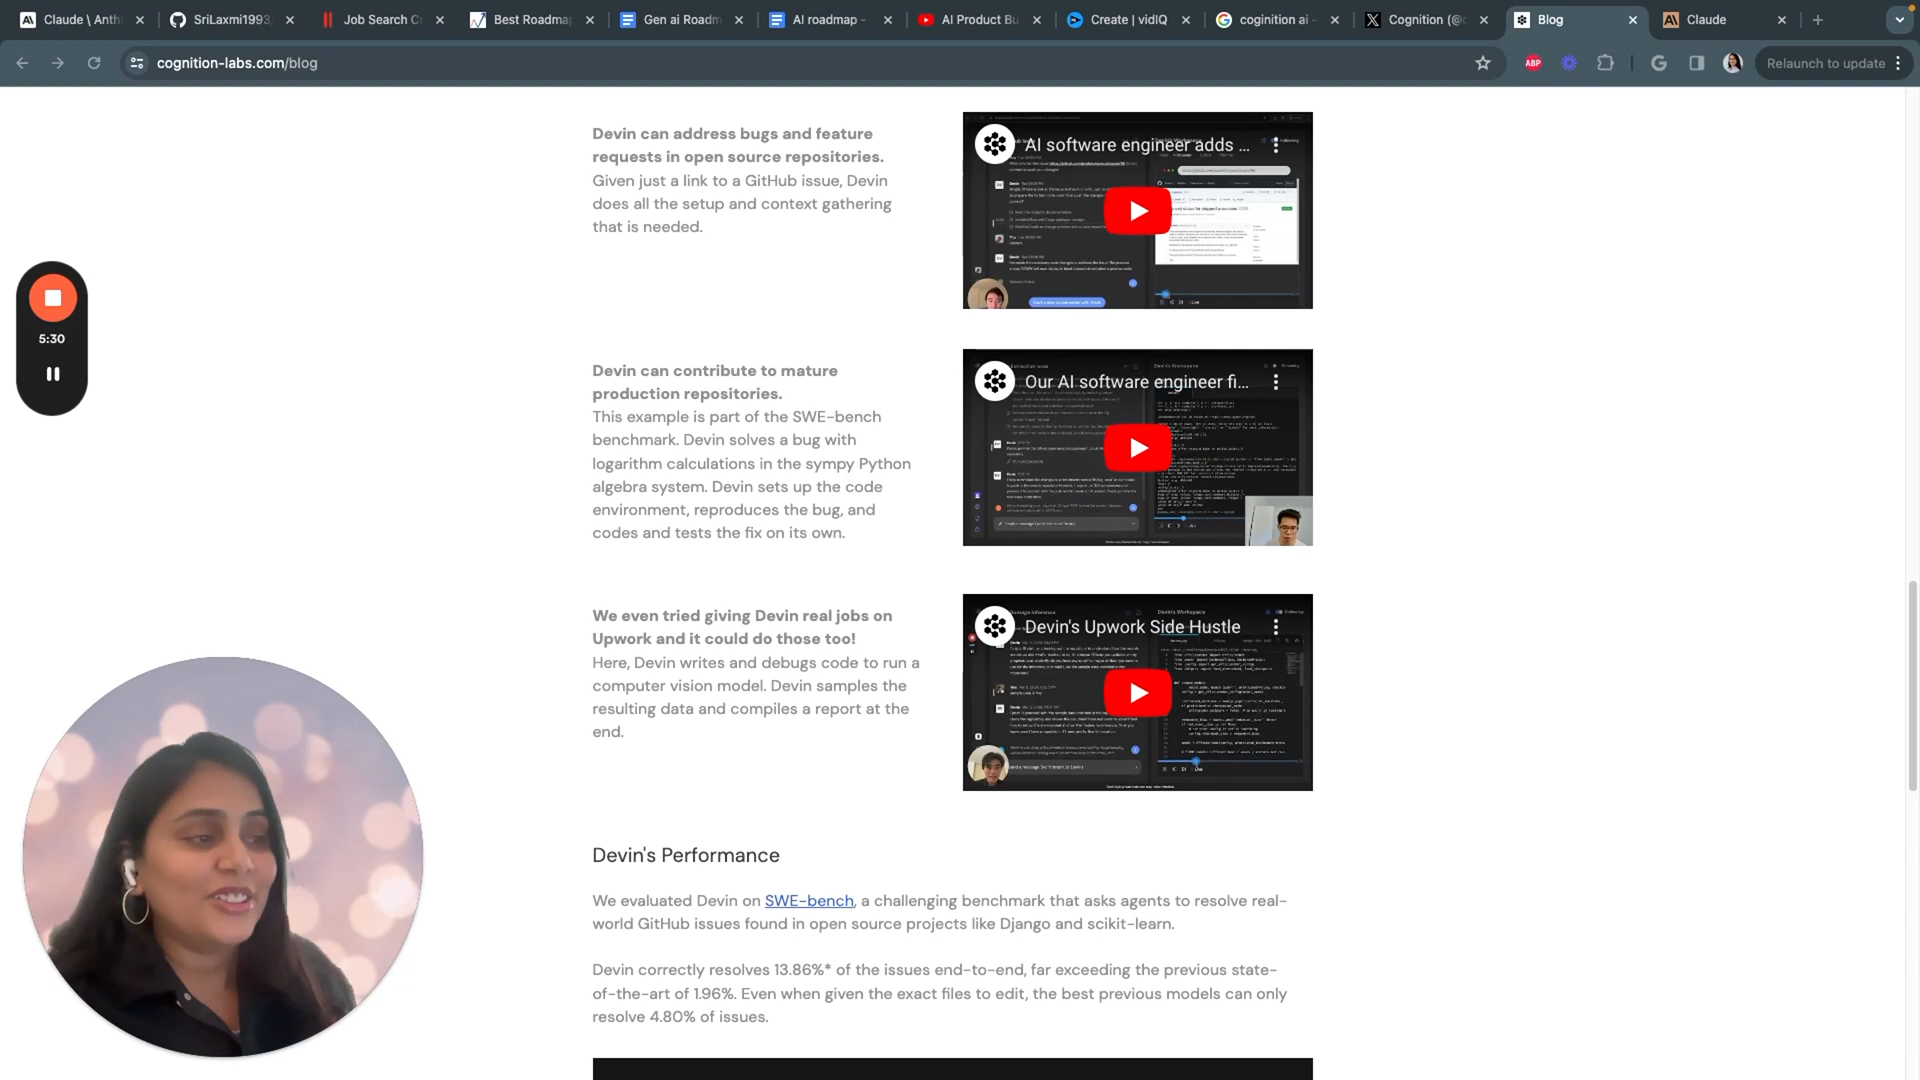 Claude \ Anth
SriLaxmi1993
Job Search C
Best Roadma
Gen ai Roadm
AI roadmap -
AI Product Bu
Create | vidIQ
coginition ai -
Cognition (@c
Blog
Claude
cognition-labs.com/blog
ABP
Relaunch to update
Devin can address bugs and feature
requests in open source repositories.
Given just a link to a GitHub issue, Devin
does all the setup and context gathering
that is needed.
AI software engineer adds ...
5:30
Devin can contribute to mature
production repositories.
This example is part of the SWE-bench
benchmark. Devin solves a bug with
logarithm calculations in the sympy Python
algebra system. Devin sets up the code
environment, reproduces the bug, and
codes and tests the fix on its own.
Devin's Workspace
Our AI software engineer fi...
We even tried giving Devin real jobs on
Upwork and it could do those too!
Here, Devin writes and debugs code to run a
computer vision model. Devin samples the
resulting data and compiles a report at the
end.
Devin's Workspace
Devin's Upwork Side Hustle
Devin's Performance
We evaluated Devin on SWE-bench, a challenging benchmark that asks agents to resolve real-
world GitHub issues found in open source projects like Django and scikit-learn.
Devin correctly resolves 13.86%* of the issues end-to-end, far exceeding the previous state-
of-the-art of 1.96%. Even when given the exact files to edit, the best previous models can only
resolve 4.80% of issues.